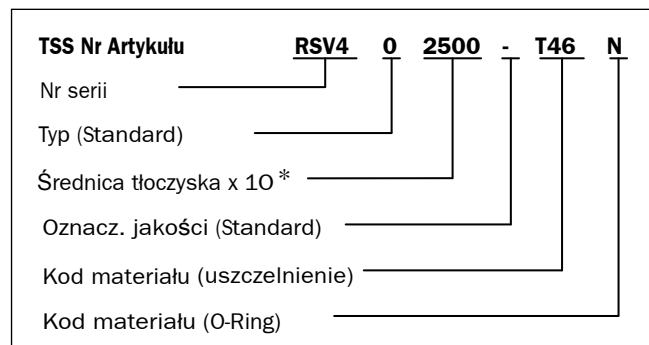 TSS Nr Artykułu RSV4 0 2500 - T46 N
Nr serii
Typ (Standard)
Średnica tłoczyska x 10 *
Oznacz. jakości (Standard)
Kod materiału (uszczelnienie)
Kod materiału (O-Ring)